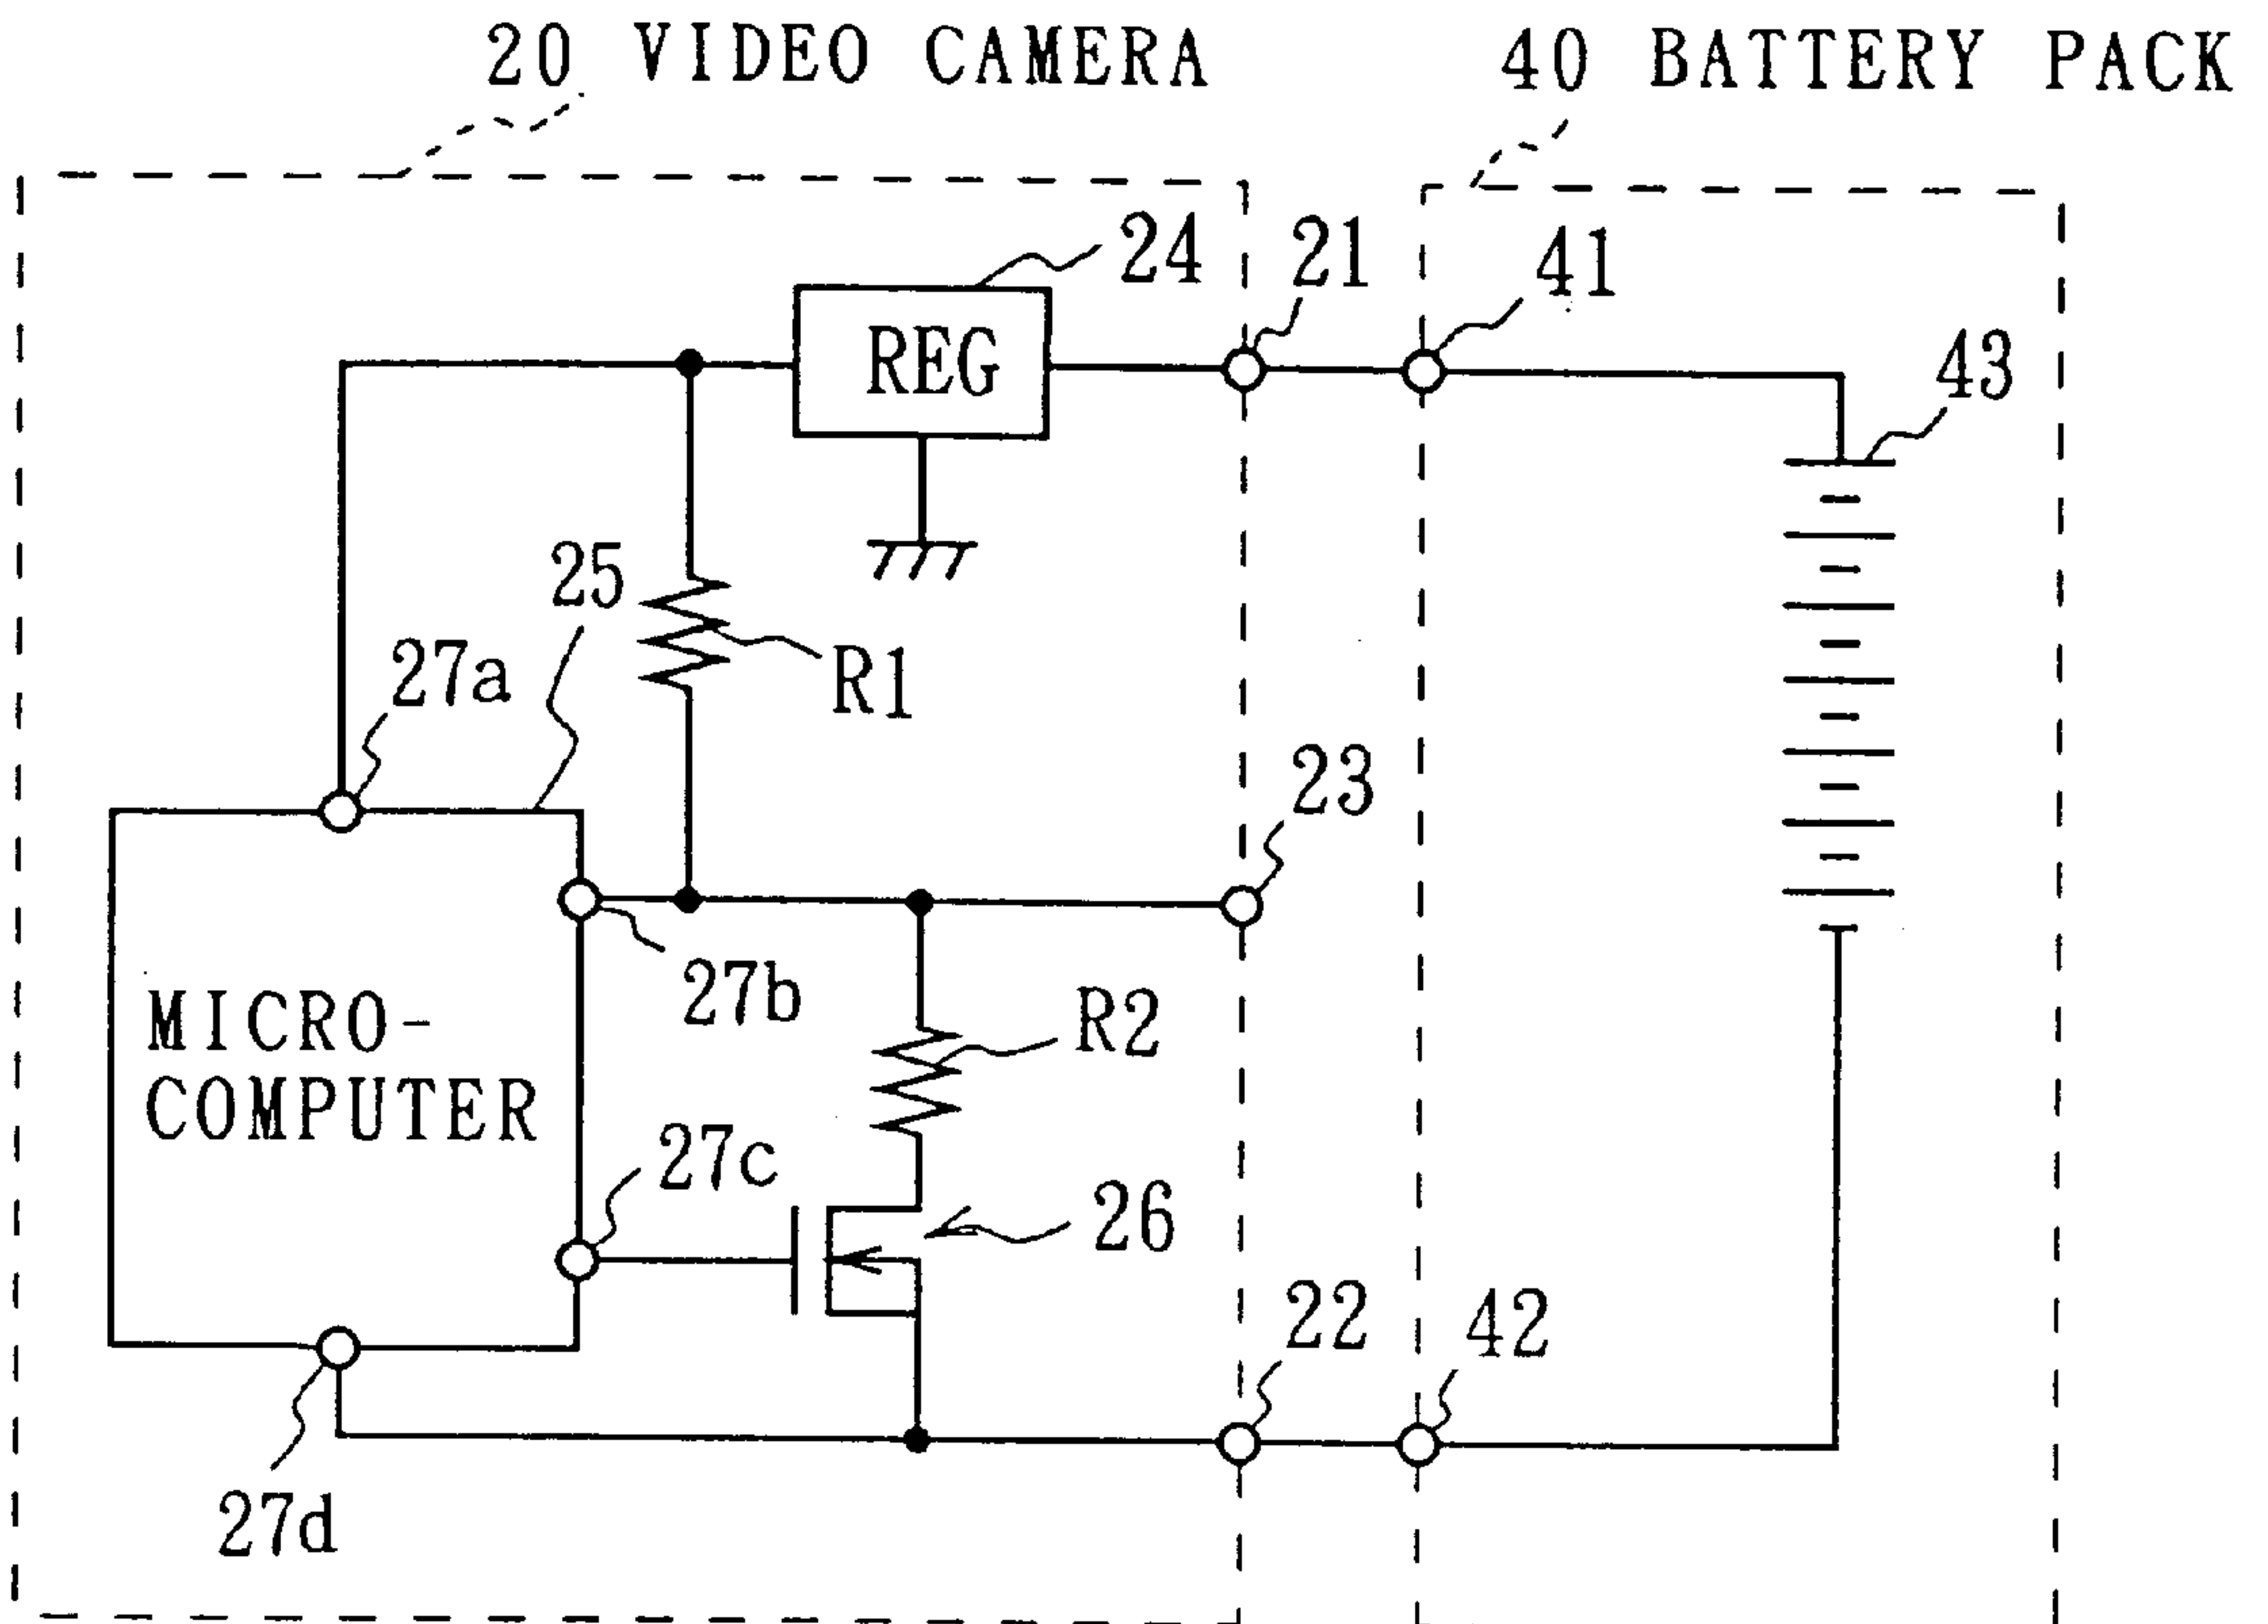 20 VIDEO CAMERA
40 BATTERY PACK
24
21
41
REG
43
25
27a
R1
23
27b
R2
MICRO-
COMPUTER
27c
26
22
42
27d